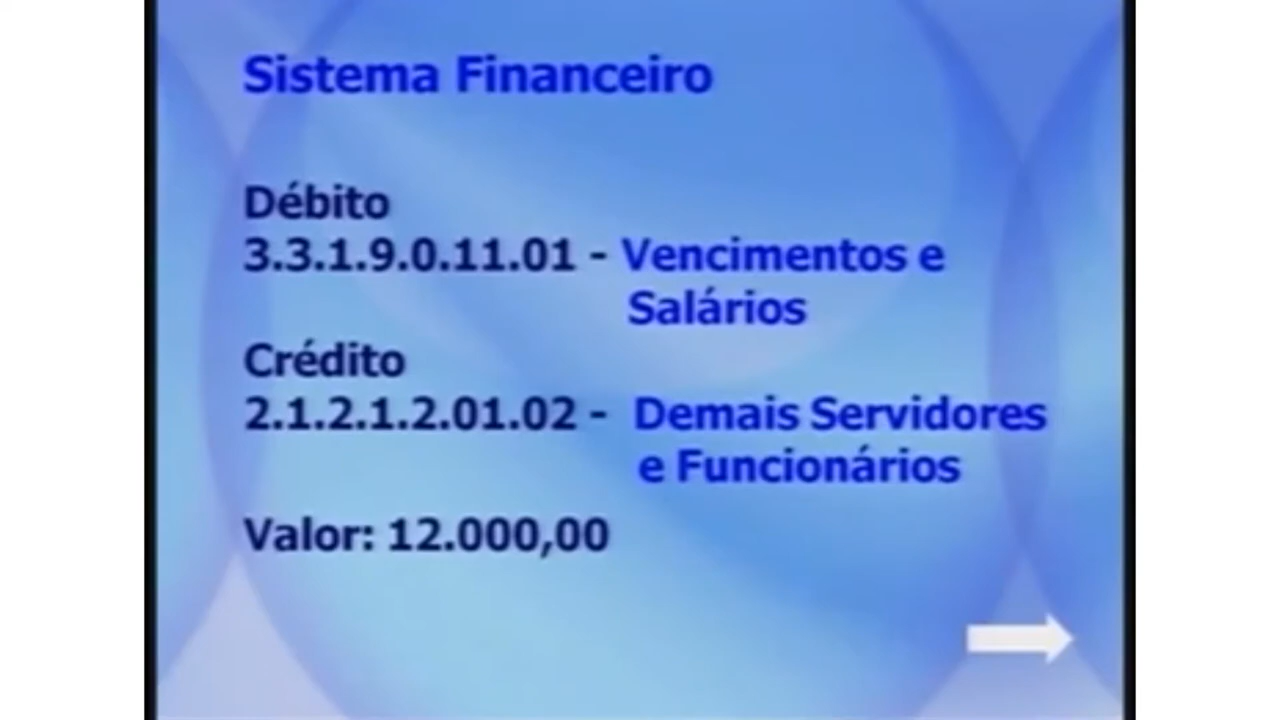 Sistema Financeiro
Débito
3.3.1.9.0.11.01 - Vencimentos e
Salários
Crédito
2.1.2.1.2.01.02 - Demais Servidores
e Funcionários
Valor: 12.000,00